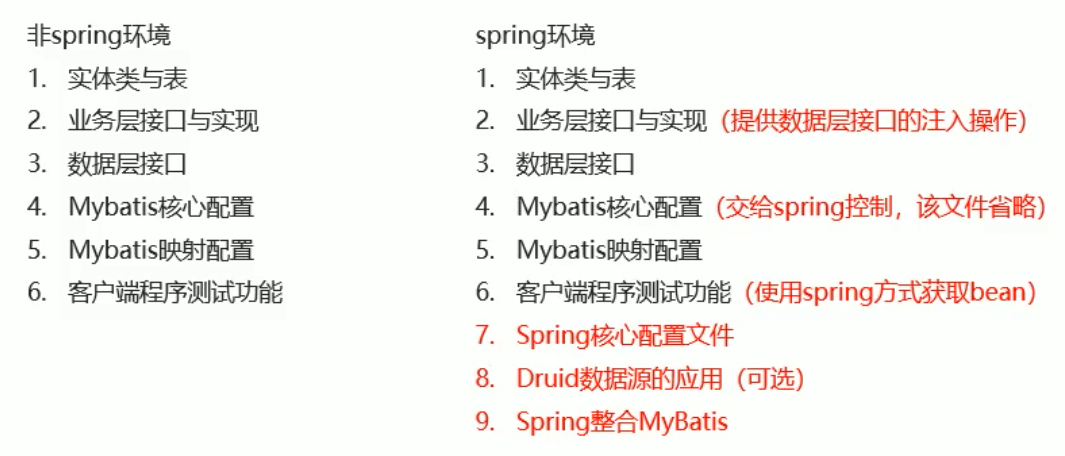 非spring环境
1. 实体类与表
2. 业务层接口与实现
3. 数据层接口
4. Mybatis核心配置
5. Mybatis映射配置
6. 客户端程序测试功能
spring环境
1. 实体类与表
2. 业务层接口与实现（提供数据层接口的注入操作）
3. 数据层接口
4. Mybatis核心配置（交给spring控制，该文件省略）
5. Mybatis映射配置
6. 客户端程序测试功能（使用spring方式获取bean）
7. Spring核心配置文件
8. Druid数据源的应用（可选）
9. Spring整合MyBatis